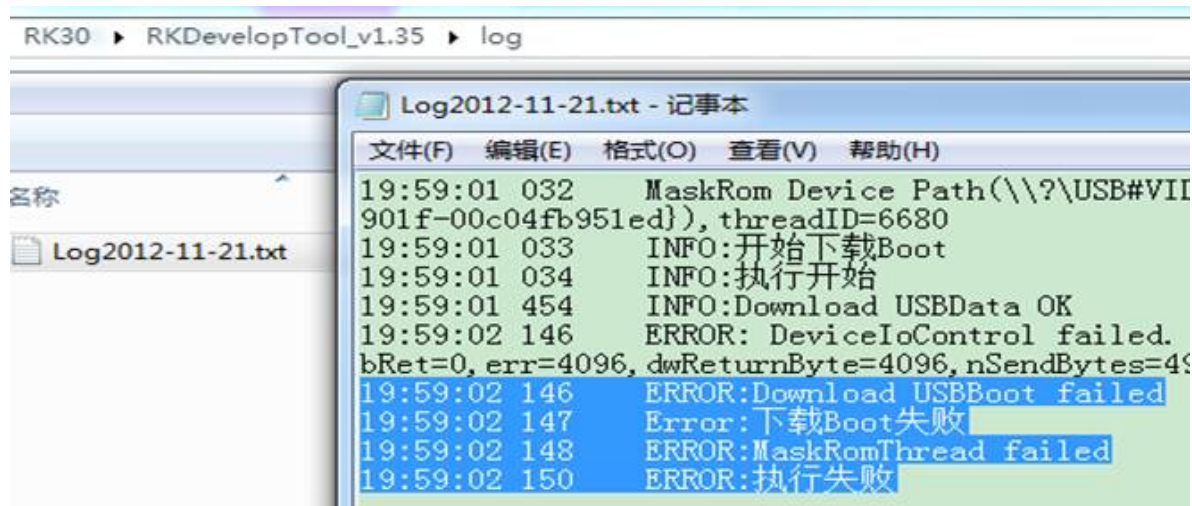 RK30 ▸ RKDevelopTool_v1.35 ▸ log
Log2012-11-21.txt - 记事本
文件(F) 编辑(E) 格式(O) 查看(V) 帮助(H)
名称
Log2012-11-21.txt
19:59:01 032 MaskRom Device Path(\\?\USB#VID
901f-00c04fb951ed}),threadID=6680
19:59:01 033 INFO:开始下载Boot
19:59:01 034 INFO:执行开始
19:59:01 454 INFO:Download USBData OK
19:59:02 146 ERROR: DeviceIoControl failed.
bRet=0,err=4096,dwReturnByte=4096,nSendBytes=49
19:59:02 146 ERROR:Download USBBoot failed
19:59:02 147 Error:下载Boot失败
19:59:02 148 ERROR:MaskRomThread failed
19:59:02 150 ERROR:执行失败